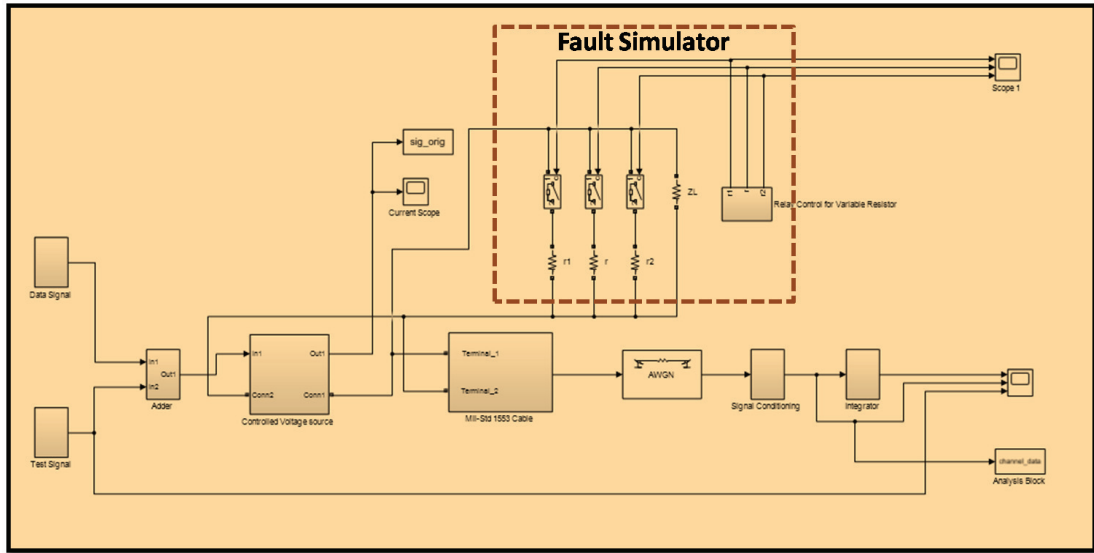 Fault Simulator
Scope 1
sig_orig
Current Scope
ZL
r1 r r2
Relay Control for Variable Resistor
r1 r r2
Data Signal
In1
In2
Out1
Adder
Test Signal
In1
Out1
Conn2
Conn1
Controlled Voltage source
Terminal_1
Terminal_2
Mil-Std 1553 Cable
AWGN
Signal Conditioning
Integrator
channel_data
Analysis Block